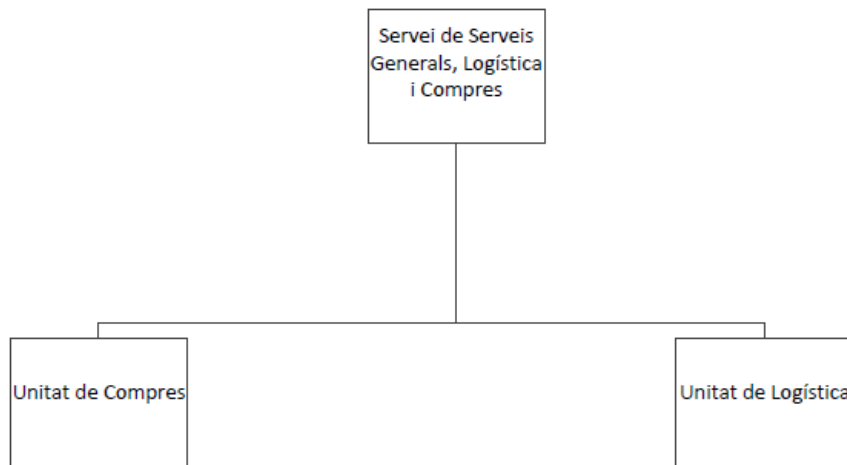 Servei de Serveis
Generals, Logística
i Compres
Unitat de Compres
Unitat de Logística